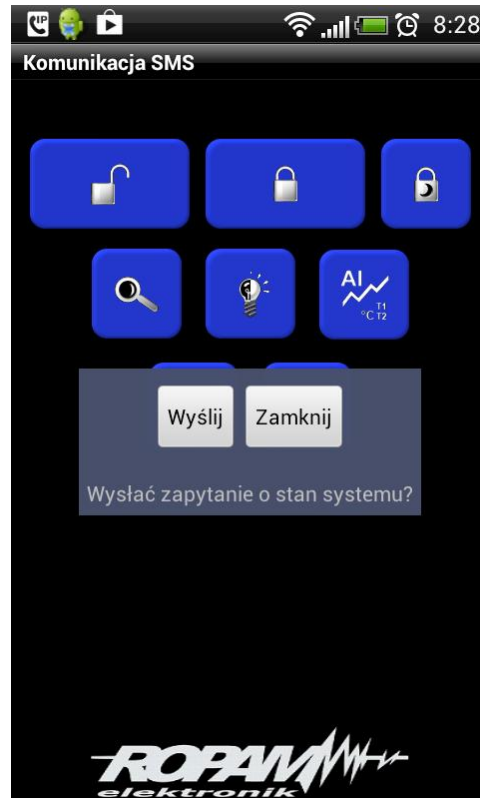 8:28
Komunikacja SMS
AI
T1
°C T2
Wyślij Zamknij
Wysłać zapytanie o stan systemu?
ROPAM
elektronik